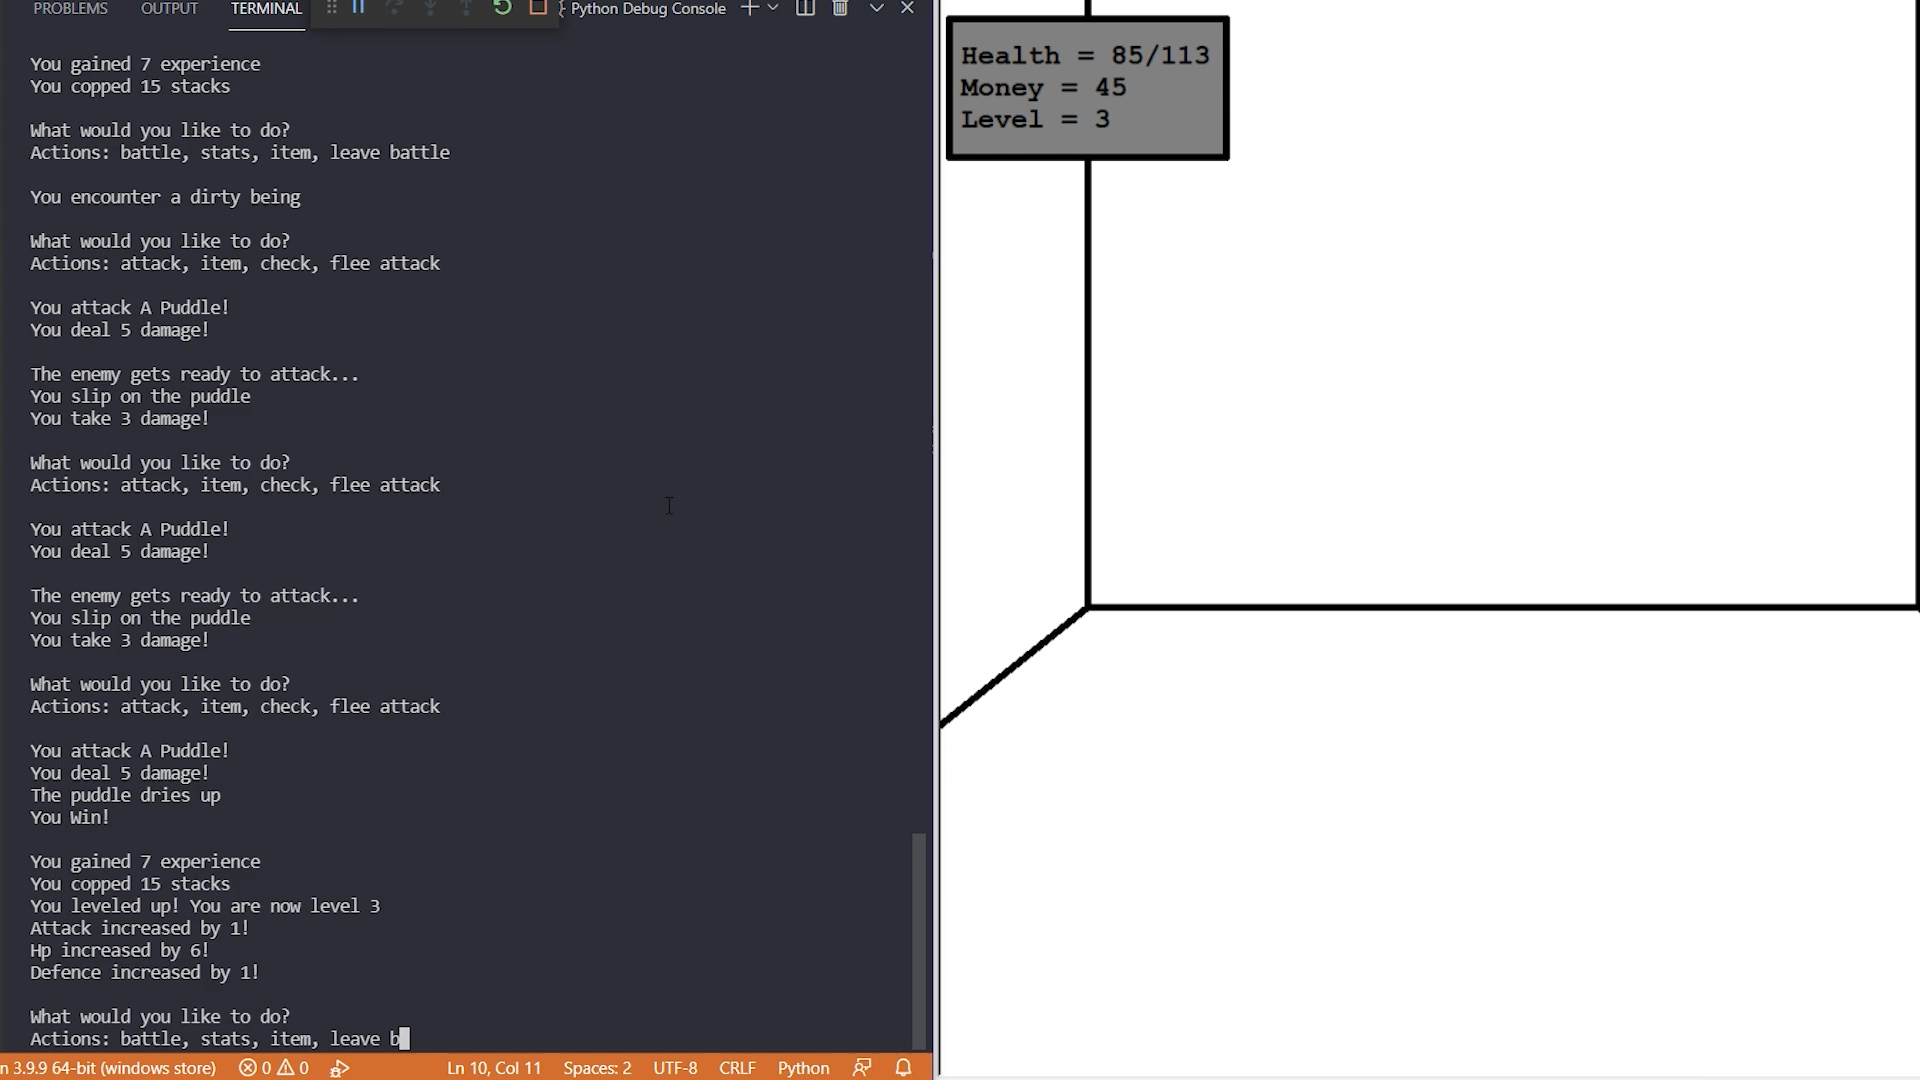 PROBLEMS OUTPUT TERMINAL Python Debug Console
You gained 7 experience
You copped 15 stacks
What would you like to do?
Actions: battle, stats, item, leave battle
You encounter a dirty being
What would you like to do?
Actions: attack, item, check, flee attack
You attack A Puddle!
You deal 5 damage!
The enemy gets ready to attack...
You slip on the puddle
You take 3 damage!
What would you like to do?
Actions: attack, item, check, flee attack
You attack A Puddle!
You deal 5 damage!
The enemy gets ready to attack...
You slip on the puddle
You take 3 damage!
What would you like to do?
Actions: attack, item, check, flee attack
You attack A Puddle!
You deal 5 damage!
The puddle dries up
You Win!
You gained 7 experience
You copped 15 stacks
You leveled up! You are now level 3
Attack increased by 1!
Hp increased by 6!
Defence increased by 1!
What would you like to do?
Actions: battle, stats, item, leave b
n 3.9.9 64-bit (windows store) 0 0 Ln 10, Col 11 Spaces: 2 UTF-8 CRLF Python
Health = 85/113
Money = 45
Level = 3